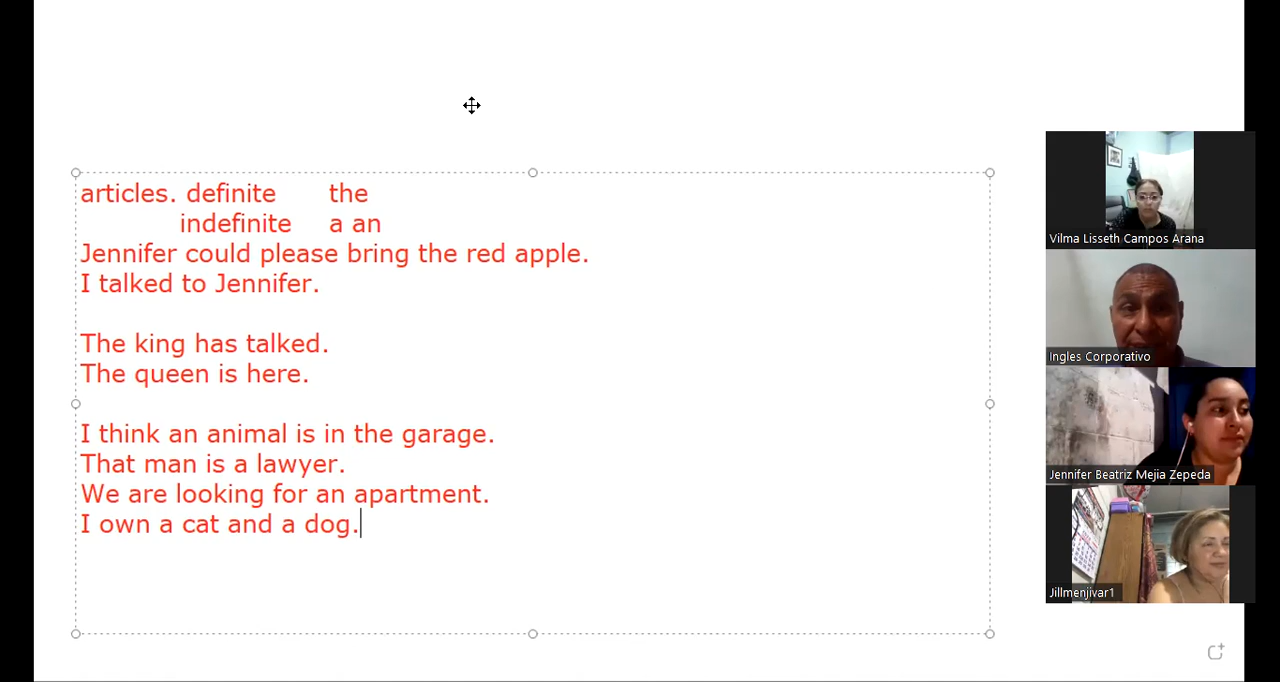 articles. definite the
indefinite a an
Jennifer could please bring the red apple.
I talked to Jennifer.
The king has talked.
The queen is here.
I think an animal is in the garage.
That man is a lawyer.
We are looking for an apartment.
I own a cat and a dog.
Vilma Lisseth Campos Arana
Ingles Corporativo
Jennifer Beatriz Mejia Zepeda
Jillmenjivar1